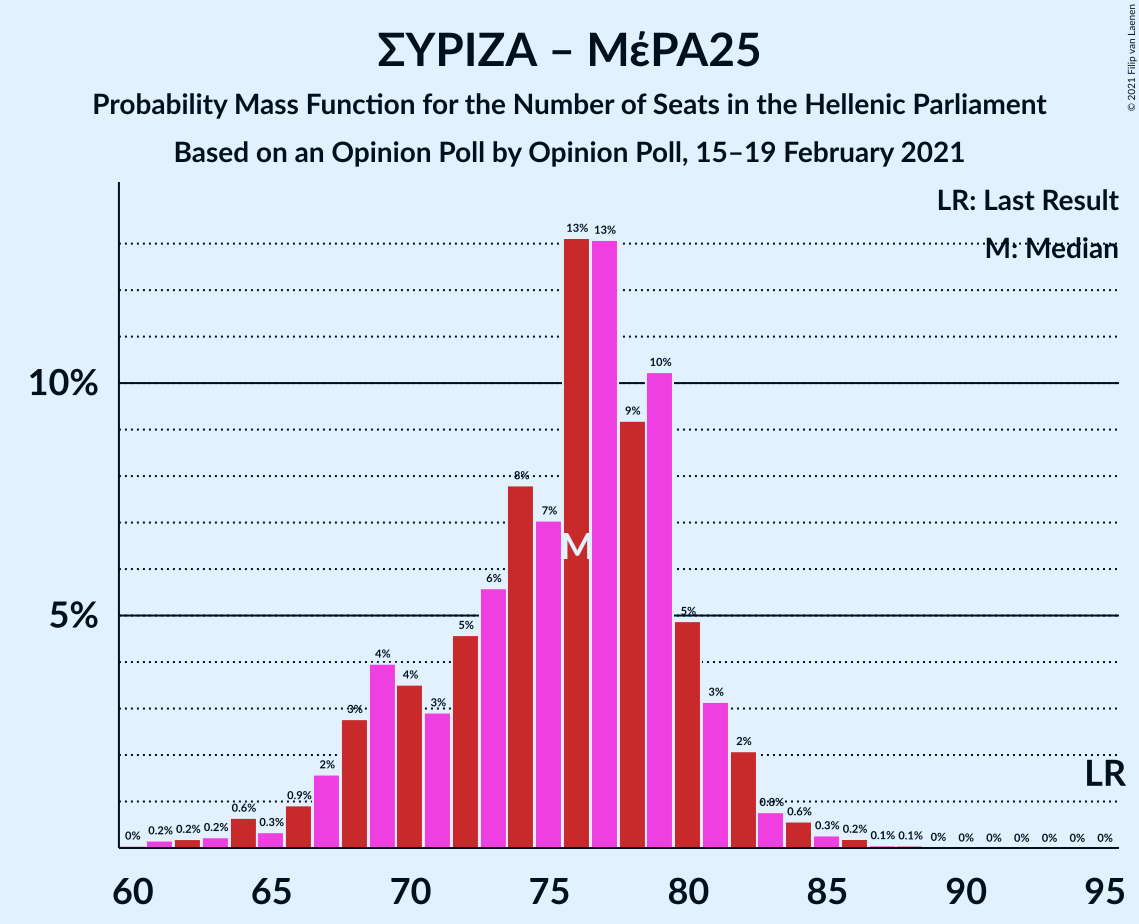 ΣΥΡΙΖΑ – ΜέΡΑ25
Probability Mass Function for the Number of Seats in the Hellenic Parliament
Based on an Opinion Poll by Opinion Poll, 15–19 February 2021
© 2021 Filip van Laenen
LR: Last Result
M: Median
13% 13%
10%
10%
9%
8%
7%
M
6%
5%
5%
5%
4%
4%
3%
3%
3%
2%
2%
LR
0% 0.2% 0.2% 0.2% 0.6% 0.3% 0.9% 0.8% 0.6% 0.3% 0.2% 0.1% 0.1% 0% 0% 0% 0% 0% 0% 0%
60 65 70 75 80 85 90 95